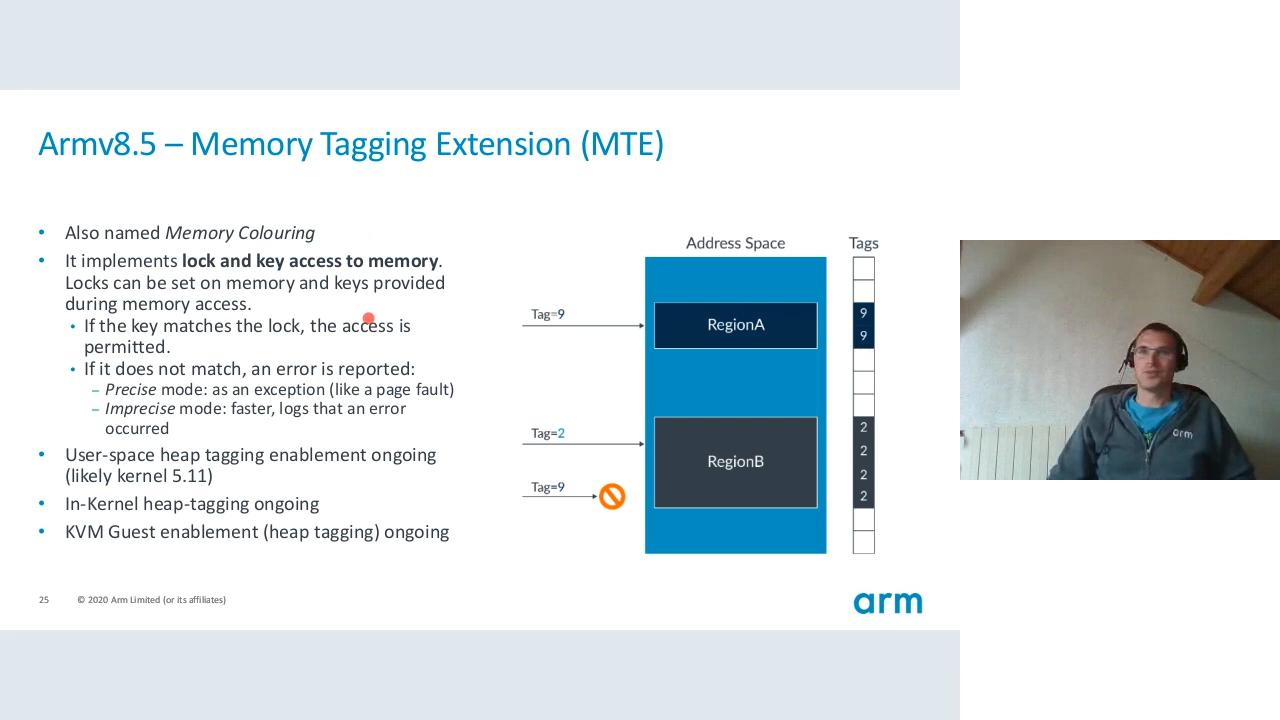 Armv8.5 – Memory Tagging Extension (MTE)
• Also named Memory Colouring
• It implements lock and key access to memory.
Locks can be set on memory and keys provided
during memory access.
• If the key matches the lock, the access is
permitted.
• If it does not match, an error is reported:
– Precise mode: as an exception (like a page fault)
– Imprecise mode: faster, logs that an error
occurred
• User-space heap tagging enablement ongoing
(likely kernel 5.11)
• In-Kernel heap-tagging ongoing
• KVM Guest enablement (heap tagging) ongoing
Address Space
Tags
Tag=9
RegionA
9
9
Tag=2
RegionB
Tag=9
2
2
2
2
25
© 2020 Arm Limited (or its affiliates)
arm
arm